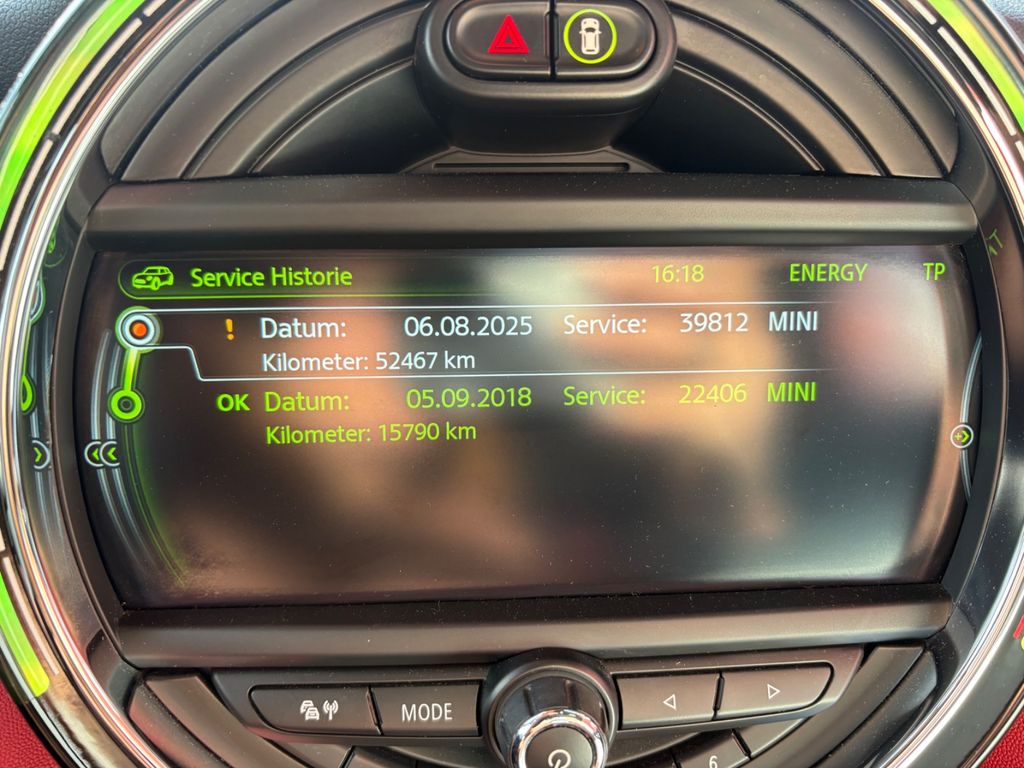 Service Historie 16:18 ENERGY TP
! Datum: 06.08.2025 Service: 39812 MINI
Kilometer: 52467 km
OK Datum: 05.09.2018 Service: 22406 MINI
Kilometer: 15790 km
MODE
6